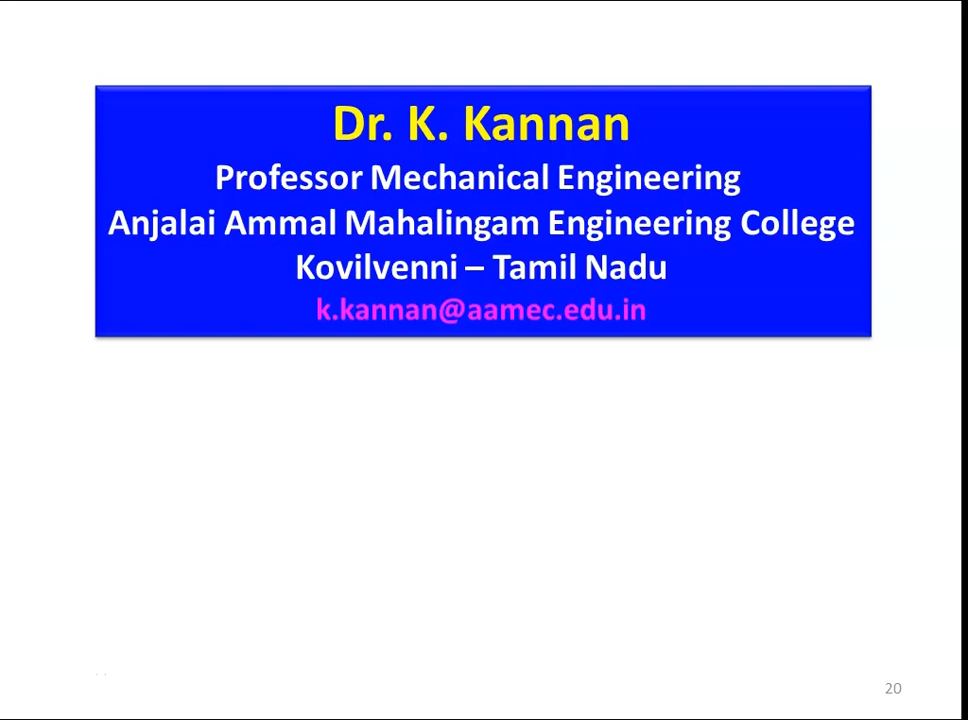 Dr. K. Kannan
Professor Mechanical Engineering
Anjalai Ammal Mahalingam Engineering College
Kovilvenni – Tamil Nadu
k.kannan@aamec.edu.in
20